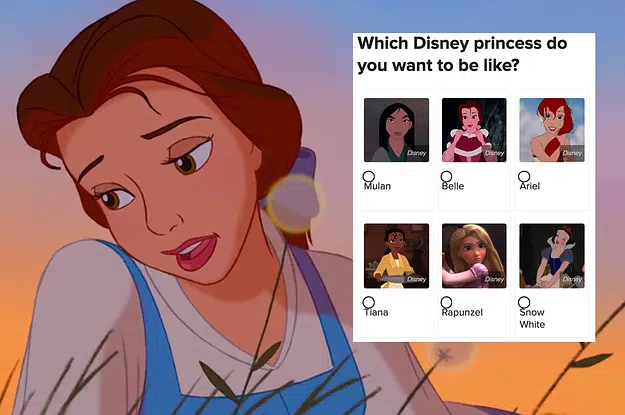 Which Disney princess do
you want to be like?
Disney
Disney
Disney
Mulan
Belle
Ariel
Disney
Disney
Disney
Tiana
Rapunzel
Snow
White